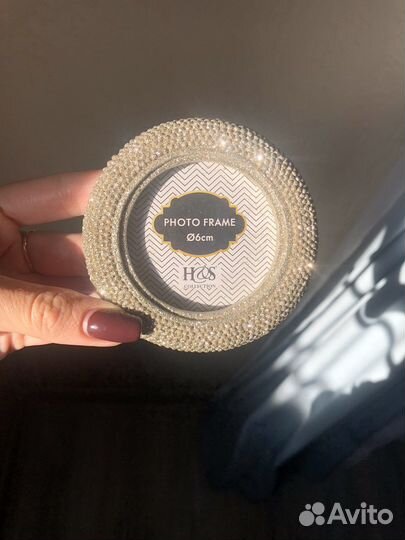 PHOTO FRAME
Ø6cm
H&S
COLLECTION
Avito